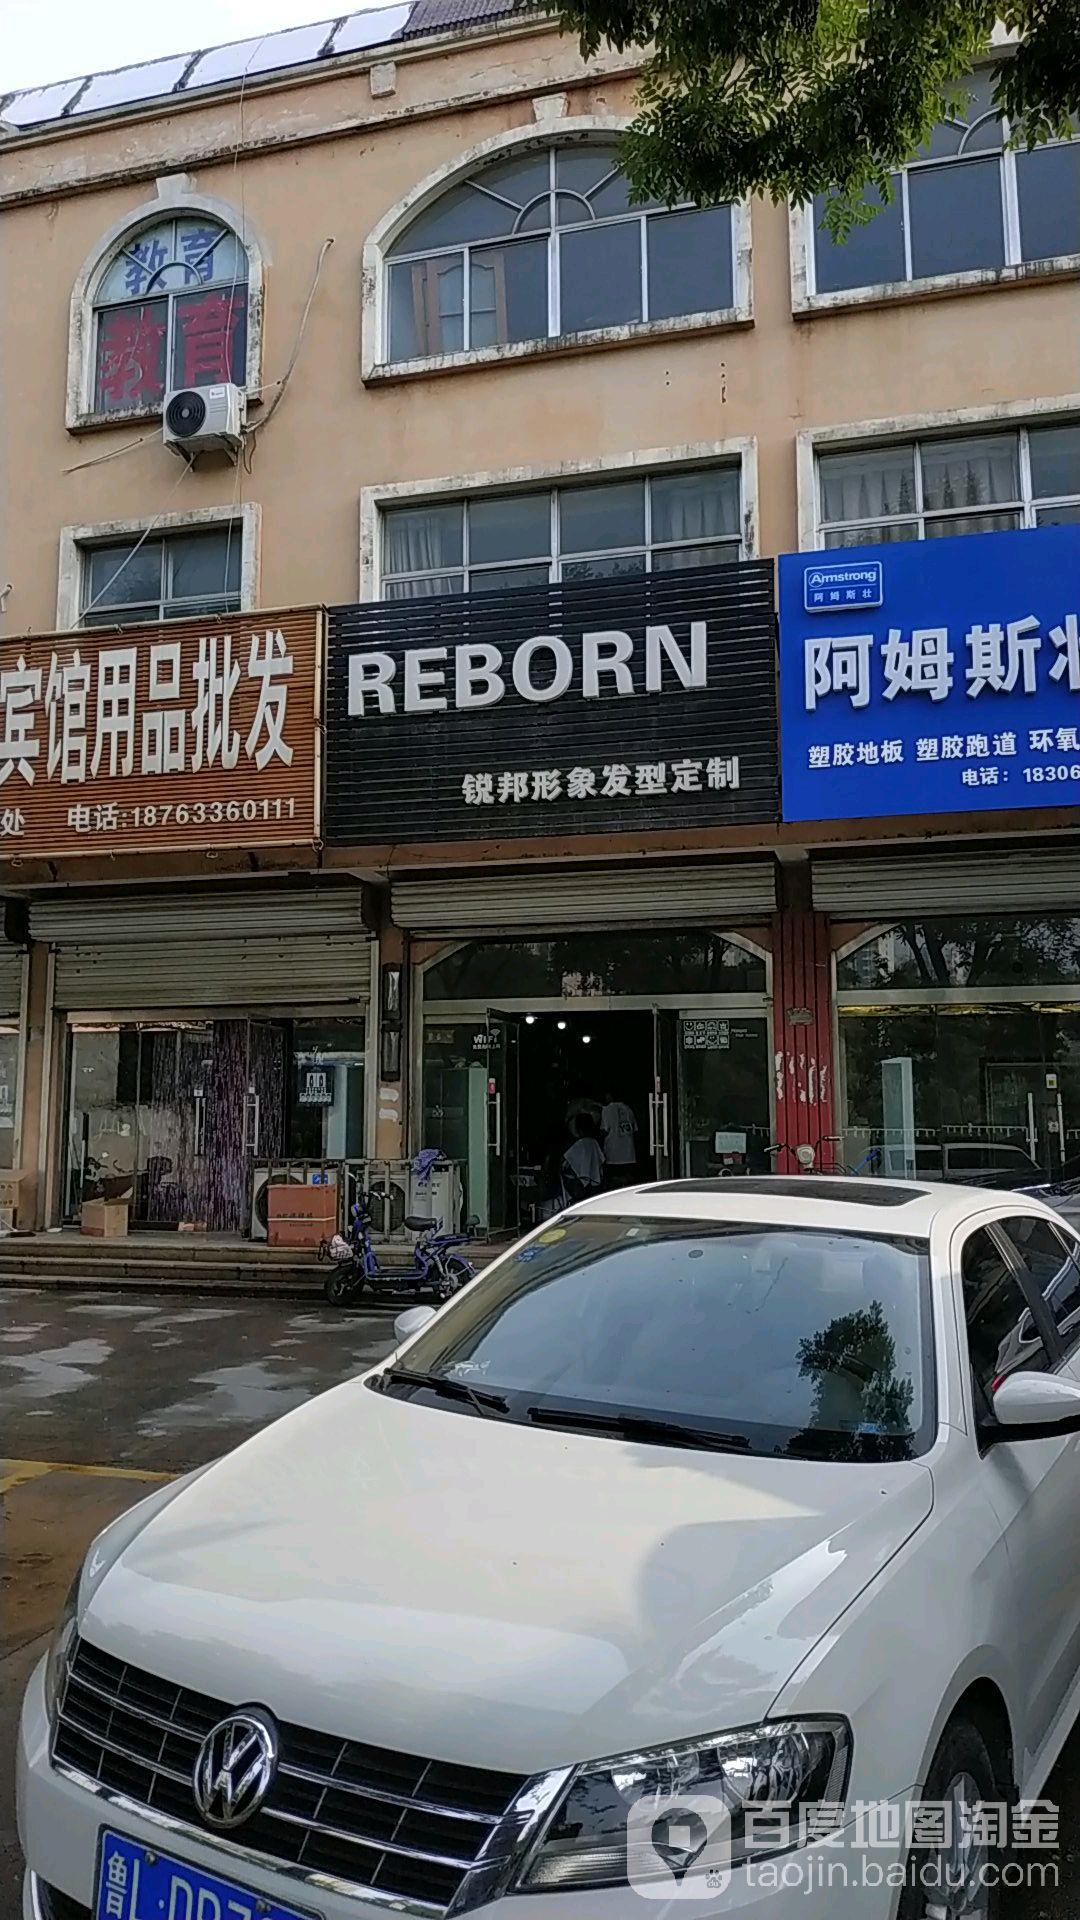 教育
教育
宾馆用品批发
处 电话:18763360111
REBORN
锐邦形象发型定制
Armstrong
阿姆斯壮
阿姆斯壮
塑胶地板 塑胶跑道 环氧
电话: 18306
WiFi
鲁L·DD7
百度地图淘金
taojin.baidu.com